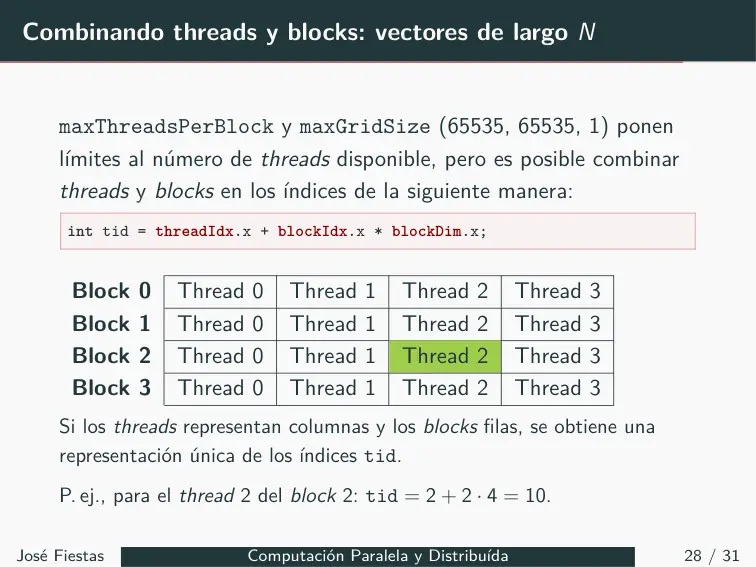 Combinando threads y blocks: vectores de largo N
maxThreadsPerBlock y maxGridSize (65535, 65535, 1) ponen
límites al número de threads disponible, pero es posible combinar
threads y blocks en los índices de la siguiente manera:
int tid = threadIdx.x + blockIdx.x * blockDim.x;
Block 0 Thread 0 Thread 1 Thread 2 Thread 3
Block 1 Thread 0 Thread 1 Thread 2 Thread 3
Block 2 Thread 0 Thread 1 Thread 2 Thread 3
Block 3 Thread 0 Thread 1 Thread 2 Thread 3
Si los threads representan columnas y los blocks filas, se obtiene una
representación única de los índices tid.
P. ej., para el thread 2 del block 2: tid = 2 + 2 · 4 = 10.
José Fiestas Computación Paralela y Distribuída 28 / 31